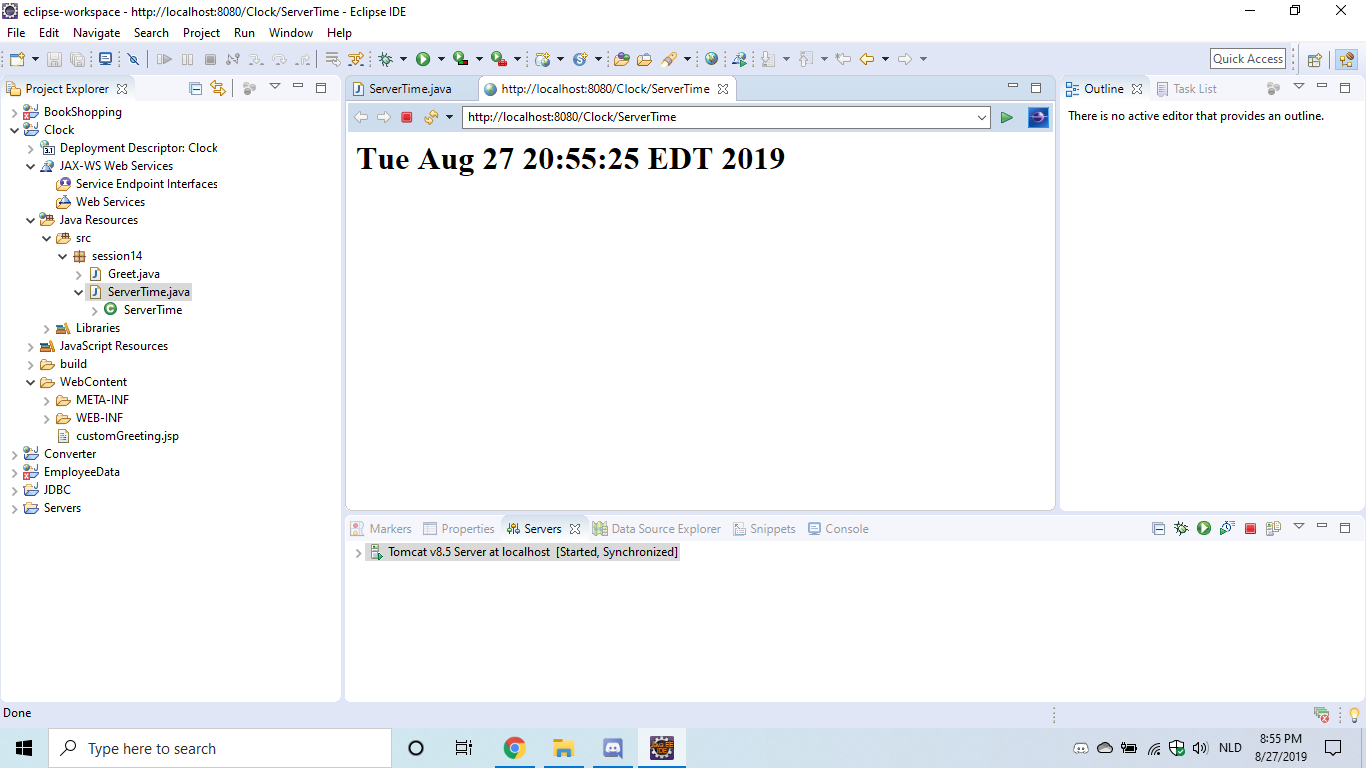 eclipse-workspace - http://localhost:8080/Clock/ServerTime - Eclipse IDE
File Edit Navigate Search Project Run Window Help
Quick Access
Project Explorer
BookShopping
Clock
Deployment Descriptor: Clock
JAX-WS Web Services
Service Endpoint Interfaces
Web Services
Java Resources
src
session14
Greet.java
ServerTime.java
ServerTime
Libraries
JavaScript Resources
build
WebContent
META-INF
WEB-INF
customGreeting.jsp
Converter
EmployeeData
JDBC
Servers
ServerTime.java http://localhost:8080/Clock/ServerTime
http://localhost:8080/Clock/ServerTime
Tue Aug 27 20:55:25 EDT 2019
Outline Task List
There is no active editor that provides an outline.
Markers Properties Servers Data Source Explorer Snippets Console
Tomcat v8.5 Server at localhost [Started, Synchronized]
Done
Type here to search
NLD
8:55 PM
8/27/2019